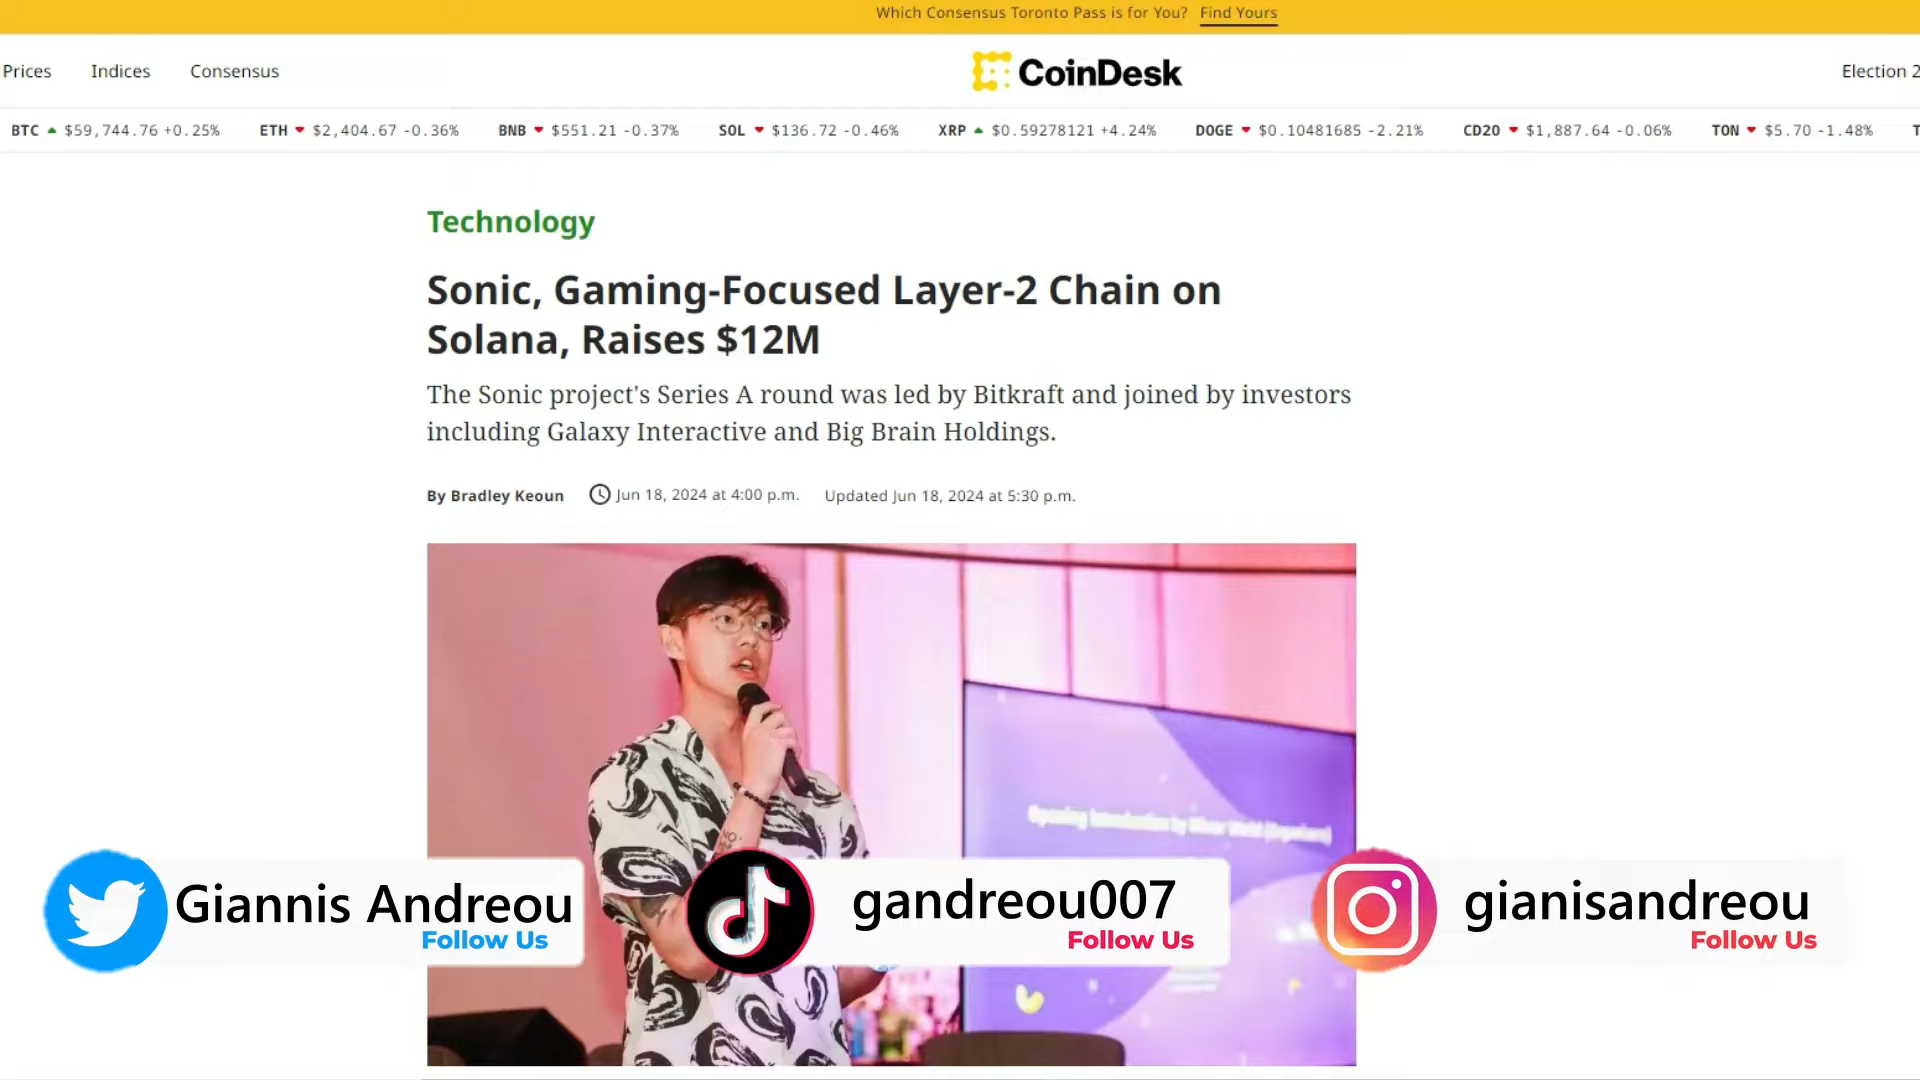 Which Consensus Toronto Pass is for You? Find Yours
Prices Indices Consensus CoinDesk Election 2
BTC $59,744.76 +0.25% ETH $2,404.67 -0.36% BNB $551.21 -0.37% SOL $136.72 -0.46% XRP $0.59278121 +4.24% DOGE $0.10481685 -2.21% CD20 $1,887.64 -0.06% TON $5.70 -1.48% T
Technology
Sonic, Gaming-Focused Layer-2 Chain on
Solana, Raises $12M
The Sonic project's Series A round was led by Bitkraft and joined by investors
including Galaxy Interactive and Big Brain Holdings.
By Bradley Keoun Jun 18, 2024 at 4:00 p.m. Updated Jun 18, 2024 at 5:30 p.m.
Giannis Andreou
Follow Us
gandreou007
Follow Us
gianisandreou
Follow Us